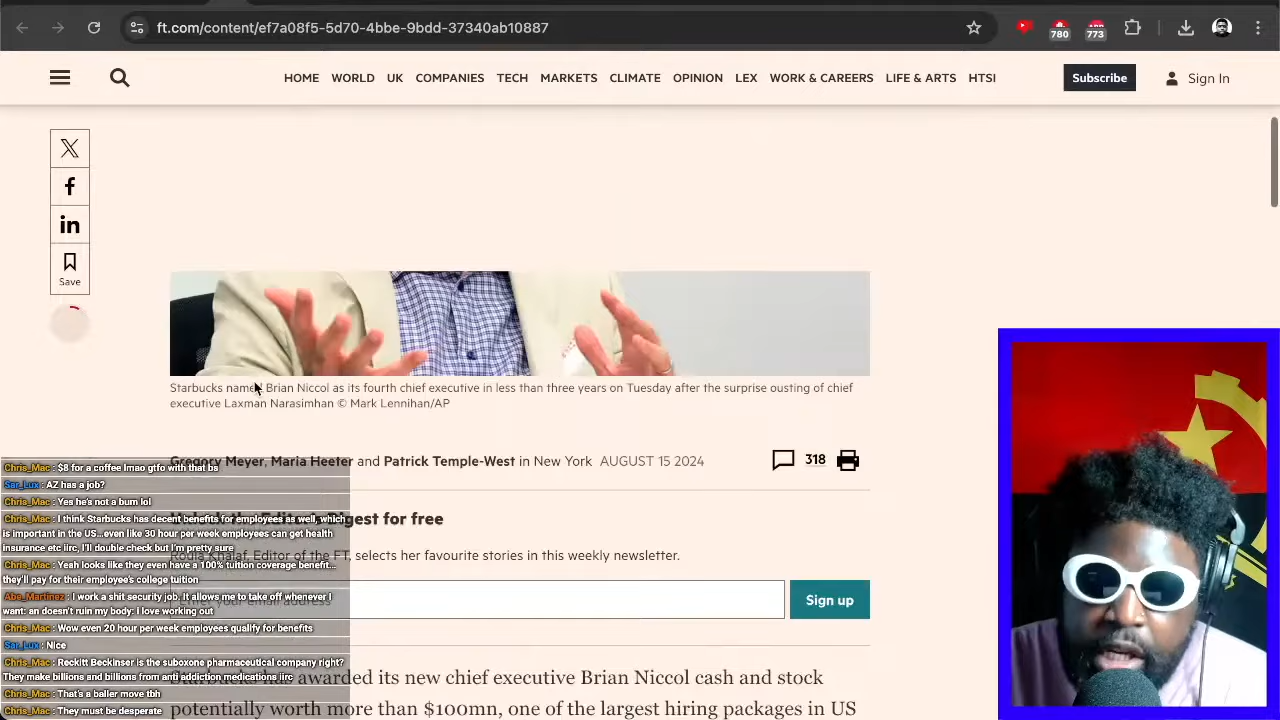 ft.com/content/ef7a08f5-5d70-4bbe-9bdd-37340ab10887
780
773
HOME WORLD UK COMPANIES TECH MARKETS CLIMATE OPINION LEX WORK & CAREERS LIFE & ARTS HTSI
Subscribe
Sign In
Save
Starbucks named Brian Niccol as its fourth chief executive in less than three years on Tuesday after the surprise ousting of chief
executive Laxman Narasimhan © Mark Lennihan/AP
Gregory Meyer, Maria Heeter and Patrick Temple-West in New York AUGUST 15 2024
318
Digest for free
Roula Khalaf, Editor of the FT, selects her favourite stories in this weekly newsletter.
Sign up
awarded its new chief executive Brian Niccol cash and stock
potentially worth more than $100mn, one of the largest hiring packages in US
Chris_Mac : $8 for a coffee lmao gtfo with that bs
Sar_Lux : AZ has a job?
Chris_Mac : Yes he's not a bum lol
Chris_Mac : I think Starbucks has decent benefits for employees as well, which
is important in the US...even like 30 hour per week employees can get health
insurance etc iirc, I'll double check but I'm pretty sure
Chris_Mac : Yeah looks like they even have a 100% tuition coverage benefit...
they'll pay for their employee's college tuition
Abe_Martinez : I work a shit security job. It allows me to take off whenever I
want: an doesn't ruin my body: I love working out
Chris_Mac : Wow even 20 hour per week employees qualify for benefits
Sar_Lux : Nice
Chris_Mac : Reckitt Beckinser is the suboxone pharmaceutical company right?
They make billions and billions from anti addiction medications iirc
Chris_Mac : That's a baller move tbh
Chris_Mac : They must be desperate